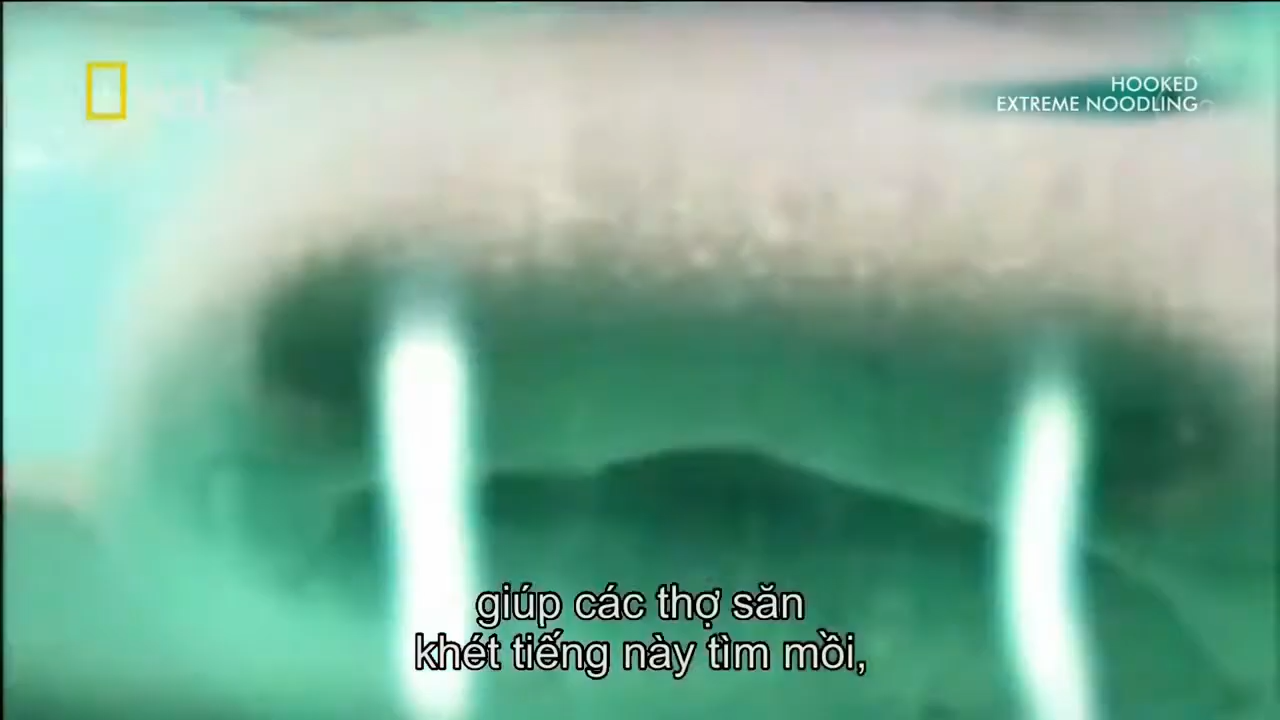 HOOKED
EXTREME NOODLING
giúp các thợ săn
khét tiếng này tìm mồi,